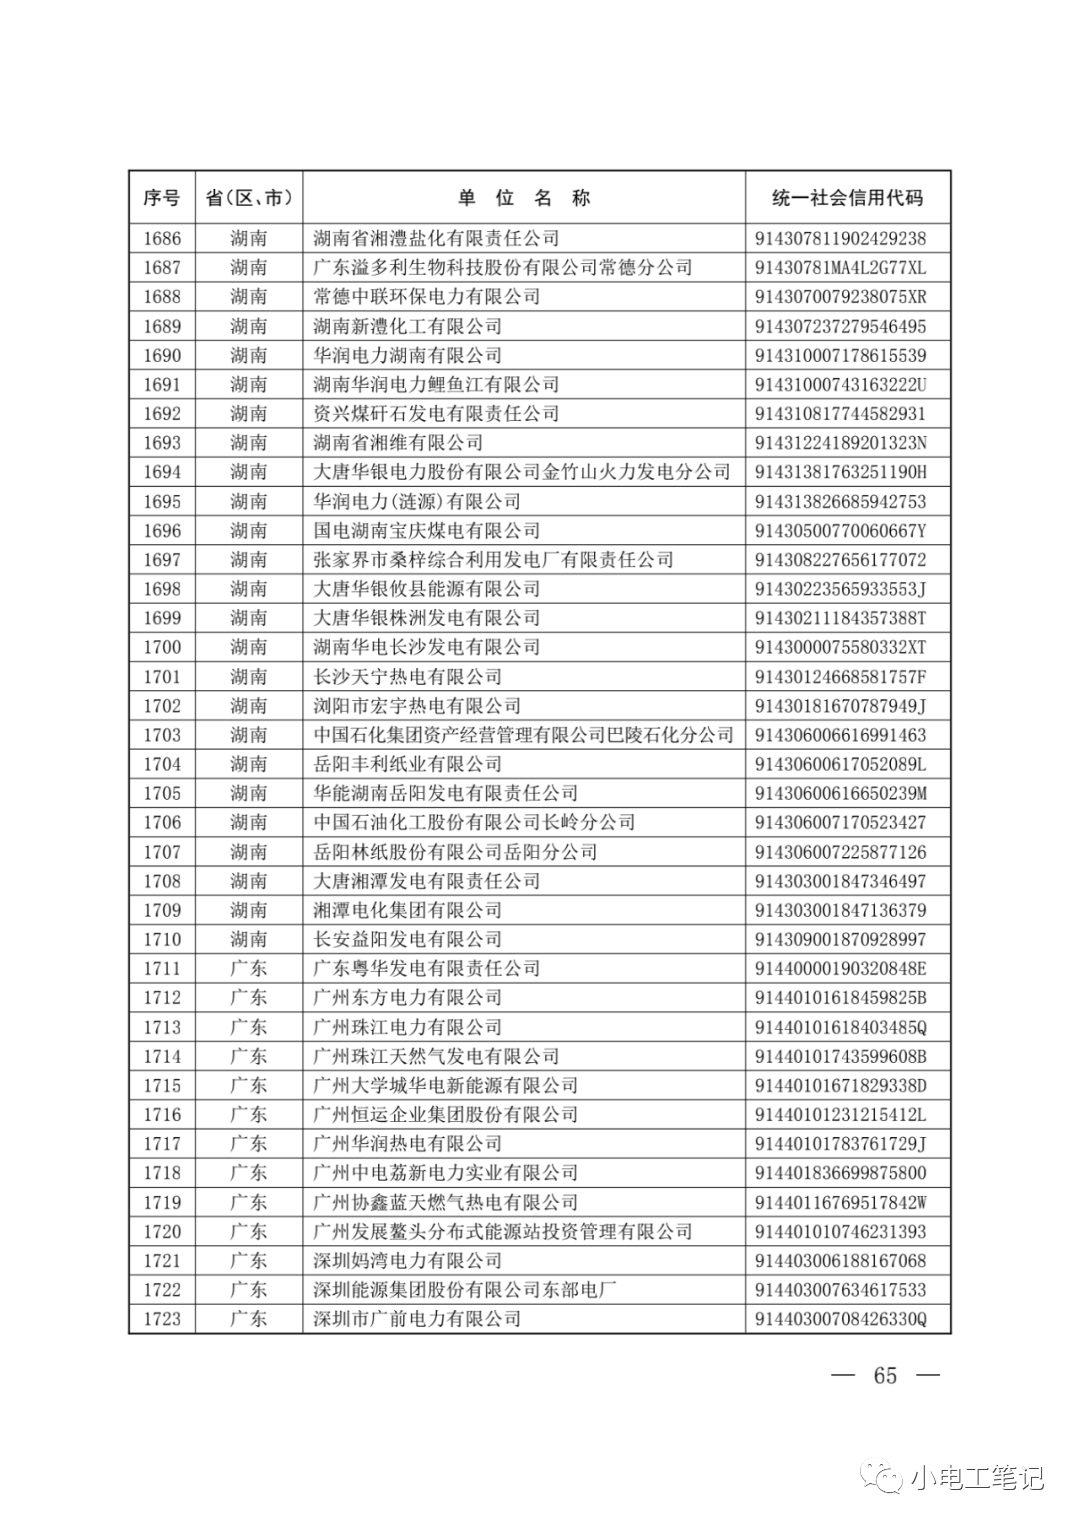 序号 省(区、市) 单位名称 统一社会信用代码
1686 湖南 湖南省湘澧盐化有限责任公司 914307811902429238
1687 湖南 广东溢多利生物科技股份有限公司常德分公司 91430781MA4L2G77XL
1688 湖南 常德中联环保电力有限公司 9143070079238075XR
1689 湖南 湖南新澧化工有限公司 914307237279546495
1690 湖南 华润电力湖南有限公司 914310007178615539
1691 湖南 湖南华润电力鲤鱼江有限公司 91431000743163222U
1692 湖南 资兴煤矸石发电有限责任公司 914310817744582931
1693 湖南 湖南省湘维有限公司 91431224189201323N
1694 湖南 大唐华银电力股份有限公司金竹山火力发电分公司 91431381763251190H
1695 湖南 华润电力(涟源)有限公司 914313826685942753
1696 湖南 国电湖南宝庆煤电有限公司 91430500770060667Y
1697 湖南 张家界市桑梓综合利用发电厂有限责任公司 914308227656177072
1698 湖南 大唐华银攸县能源有限公司 91430223565933553J
1699 湖南 大唐华银株洲发电有限公司 91430211184357388T
1700 湖南 湖南华电长沙发电有限公司 9143000075580332XT
1701 湖南 长沙天宁热电有限公司 91430124668581757F
1702 湖南 浏阳市宏宇热电有限公司 91430181670787949J
1703 湖南 中国石化集团资产经营管理有限公司巴陵石化分公司 914306006616991463
1704 湖南 岳阳丰利纸业有限公司 91430600617052089L
1705 湖南 华能湖南岳阳发电有限责任公司 91430600616650239M
1706 湖南 中国石油化工股份有限公司长岭分公司 914306007170523427
1707 湖南 岳阳林纸股份有限公司岳阳分公司 914306007225877126
1708 湖南 大唐湘潭发电有限责任公司 914303001847346497
1709 湖南 湘潭电化集团有限公司 914303001847136379
1710 湖南 长安益阳发电有限公司 914309001870928997
1711 广东 广东粤华发电有限责任公司 91440000190320848E
1712 广东 广州东方电力有限公司 91440101618459825B
1713 广东 广州珠江电力有限公司 91440101618403485Q
1714 广东 广州珠江天然气发电有限公司 91440101743599608B
1715 广东 广州大学城华电新能源有限公司 91440101671829338D
1716 广东 广州恒运企业集团股份有限公司 91440101231215412L
1717 广东 广州华润热电有限公司 91440101783761729J
1718 广东 广州中电荔新电力实业有限公司 914401836699875800
1719 广东 广州协鑫蓝天燃气热电有限公司 91440116769517842W
1720 广东 广州发展鳌头分布式能源站投资管理有限公司 914401010746231393
1721 广东 深圳妈湾电力有限公司 914403006188167068
1722 广东 深圳能源集团股份有限公司东部电厂 914403007634617533
1723 广东 深圳市广前电力有限公司 91440300708426330Q
— 65 —
小电工笔记